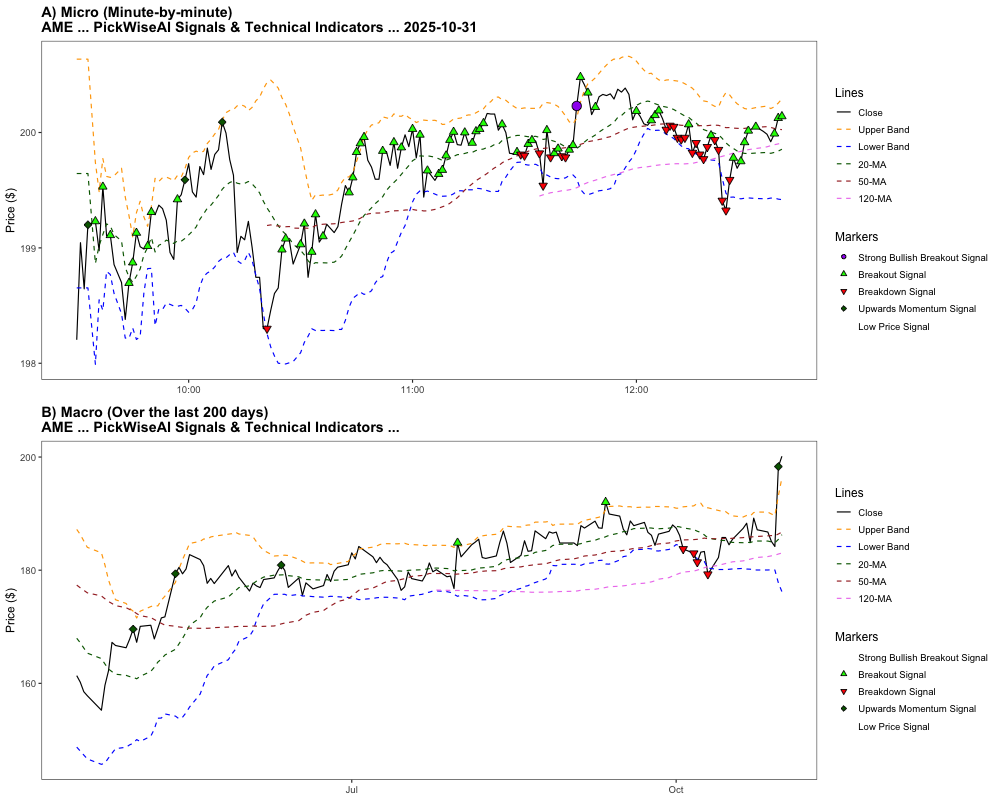 A) Micro (Minute-by-minute)
AME ... PickWiseAI Signals & Technical Indicators ... 2025-10-31
200
199
198
Price ($)
10:00
11:00
12:00
Lines
Close
Upper Band
Lower Band
20-MA
50-MA
120-MA
Markers
Strong Bullish Breakout Signal
Breakout Signal
Breakdown Signal
Upwards Momentum Signal
Low Price Signal
B) Macro (Over the last 200 days)
AME ... PickWiseAI Signals & Technical Indicators ...
200
180
160
Price ($)
Jul
Oct
Lines
Close
Upper Band
Lower Band
20-MA
50-MA
120-MA
Markers
Strong Bullish Breakout Signal
Breakout Signal
Breakdown Signal
Upwards Momentum Signal
Low Price Signal